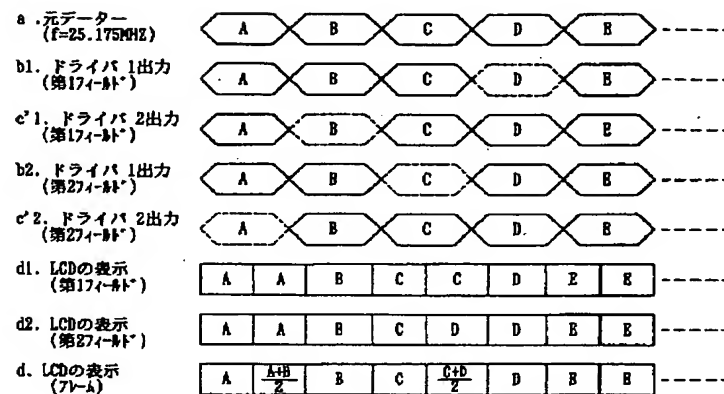 a .元データー
(f=25.175MHZ)
A B C D E
b1. ドライバ 1出力
(第1フィールド)
A B C D E
c'1. ドライバ 2出力
(第1フィールド)
A B C D E
b2. ドライバ 1出力
(第2フィールド)
A B C D E
c'2. ドライバ 2出力
(第2フィールド)
A B C D E
d1. LCDの表示
(第1フィールド)
A A B C C D E E
d2. LCDの表示
(第2フィールド)
A A B C D D E E
d. LCDの表示
(フレーム)
A A+B/2 B C C+D/2 D E E